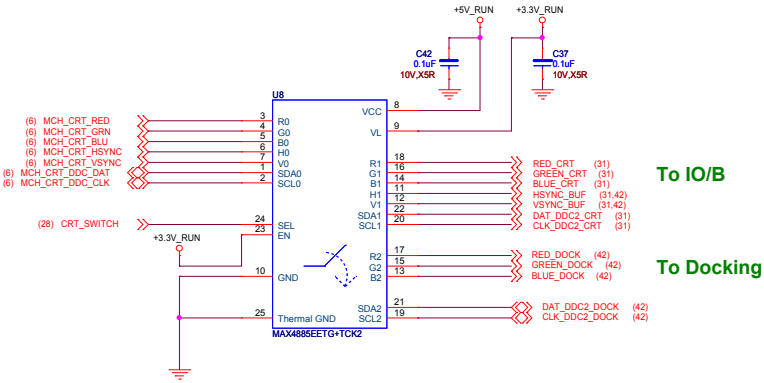 +5V_RUN +3.3V_RUN
C42 0.1uF 10V,X5R
C37 0.1uF 10V,X5R
U8
VCC 8
VL 9
(6) MCH_CRT_RED 3 R0
(6) MCH_CRT_GRN 4 G0
(6) MCH_CRT_BLU 5 B0
(6) MCH_CRT_HSYNC 6 H0
(6) MCH_CRT_VSYNC 7 V0
(6) MCH_CRT_DDC_DAT 1 SDA0
(6) MCH_CRT_DDC_CLK 2 SCL0
R1 18 RED_CRT (31)
G1 16 GREEN_CRT (31)
B1 14 BLUE_CRT (31)
H1 11 HSYNC_BUF (31,42)
V1 12 VSYNC_BUF (31,42)
SDA1 22 DAT_DDC2_CRT (31)
SCL1 20 CLK_DDC2_CRT (31)
To IO/B
(28) CRT_SWITCH 24 SEL
23 EN
+3.3V_RUN
R2 17 RED_DOCK (42)
G2 15 GREEN_DOCK (42)
B2 13 BLUE_DOCK (42)
To Docking
10 GND
SDA2 21 DAT_DDC2_DOCK (42)
SCL2 19 CLK_DDC2_DOCK (42)
25 Thermal GND
MAX4885EETG+TCK2